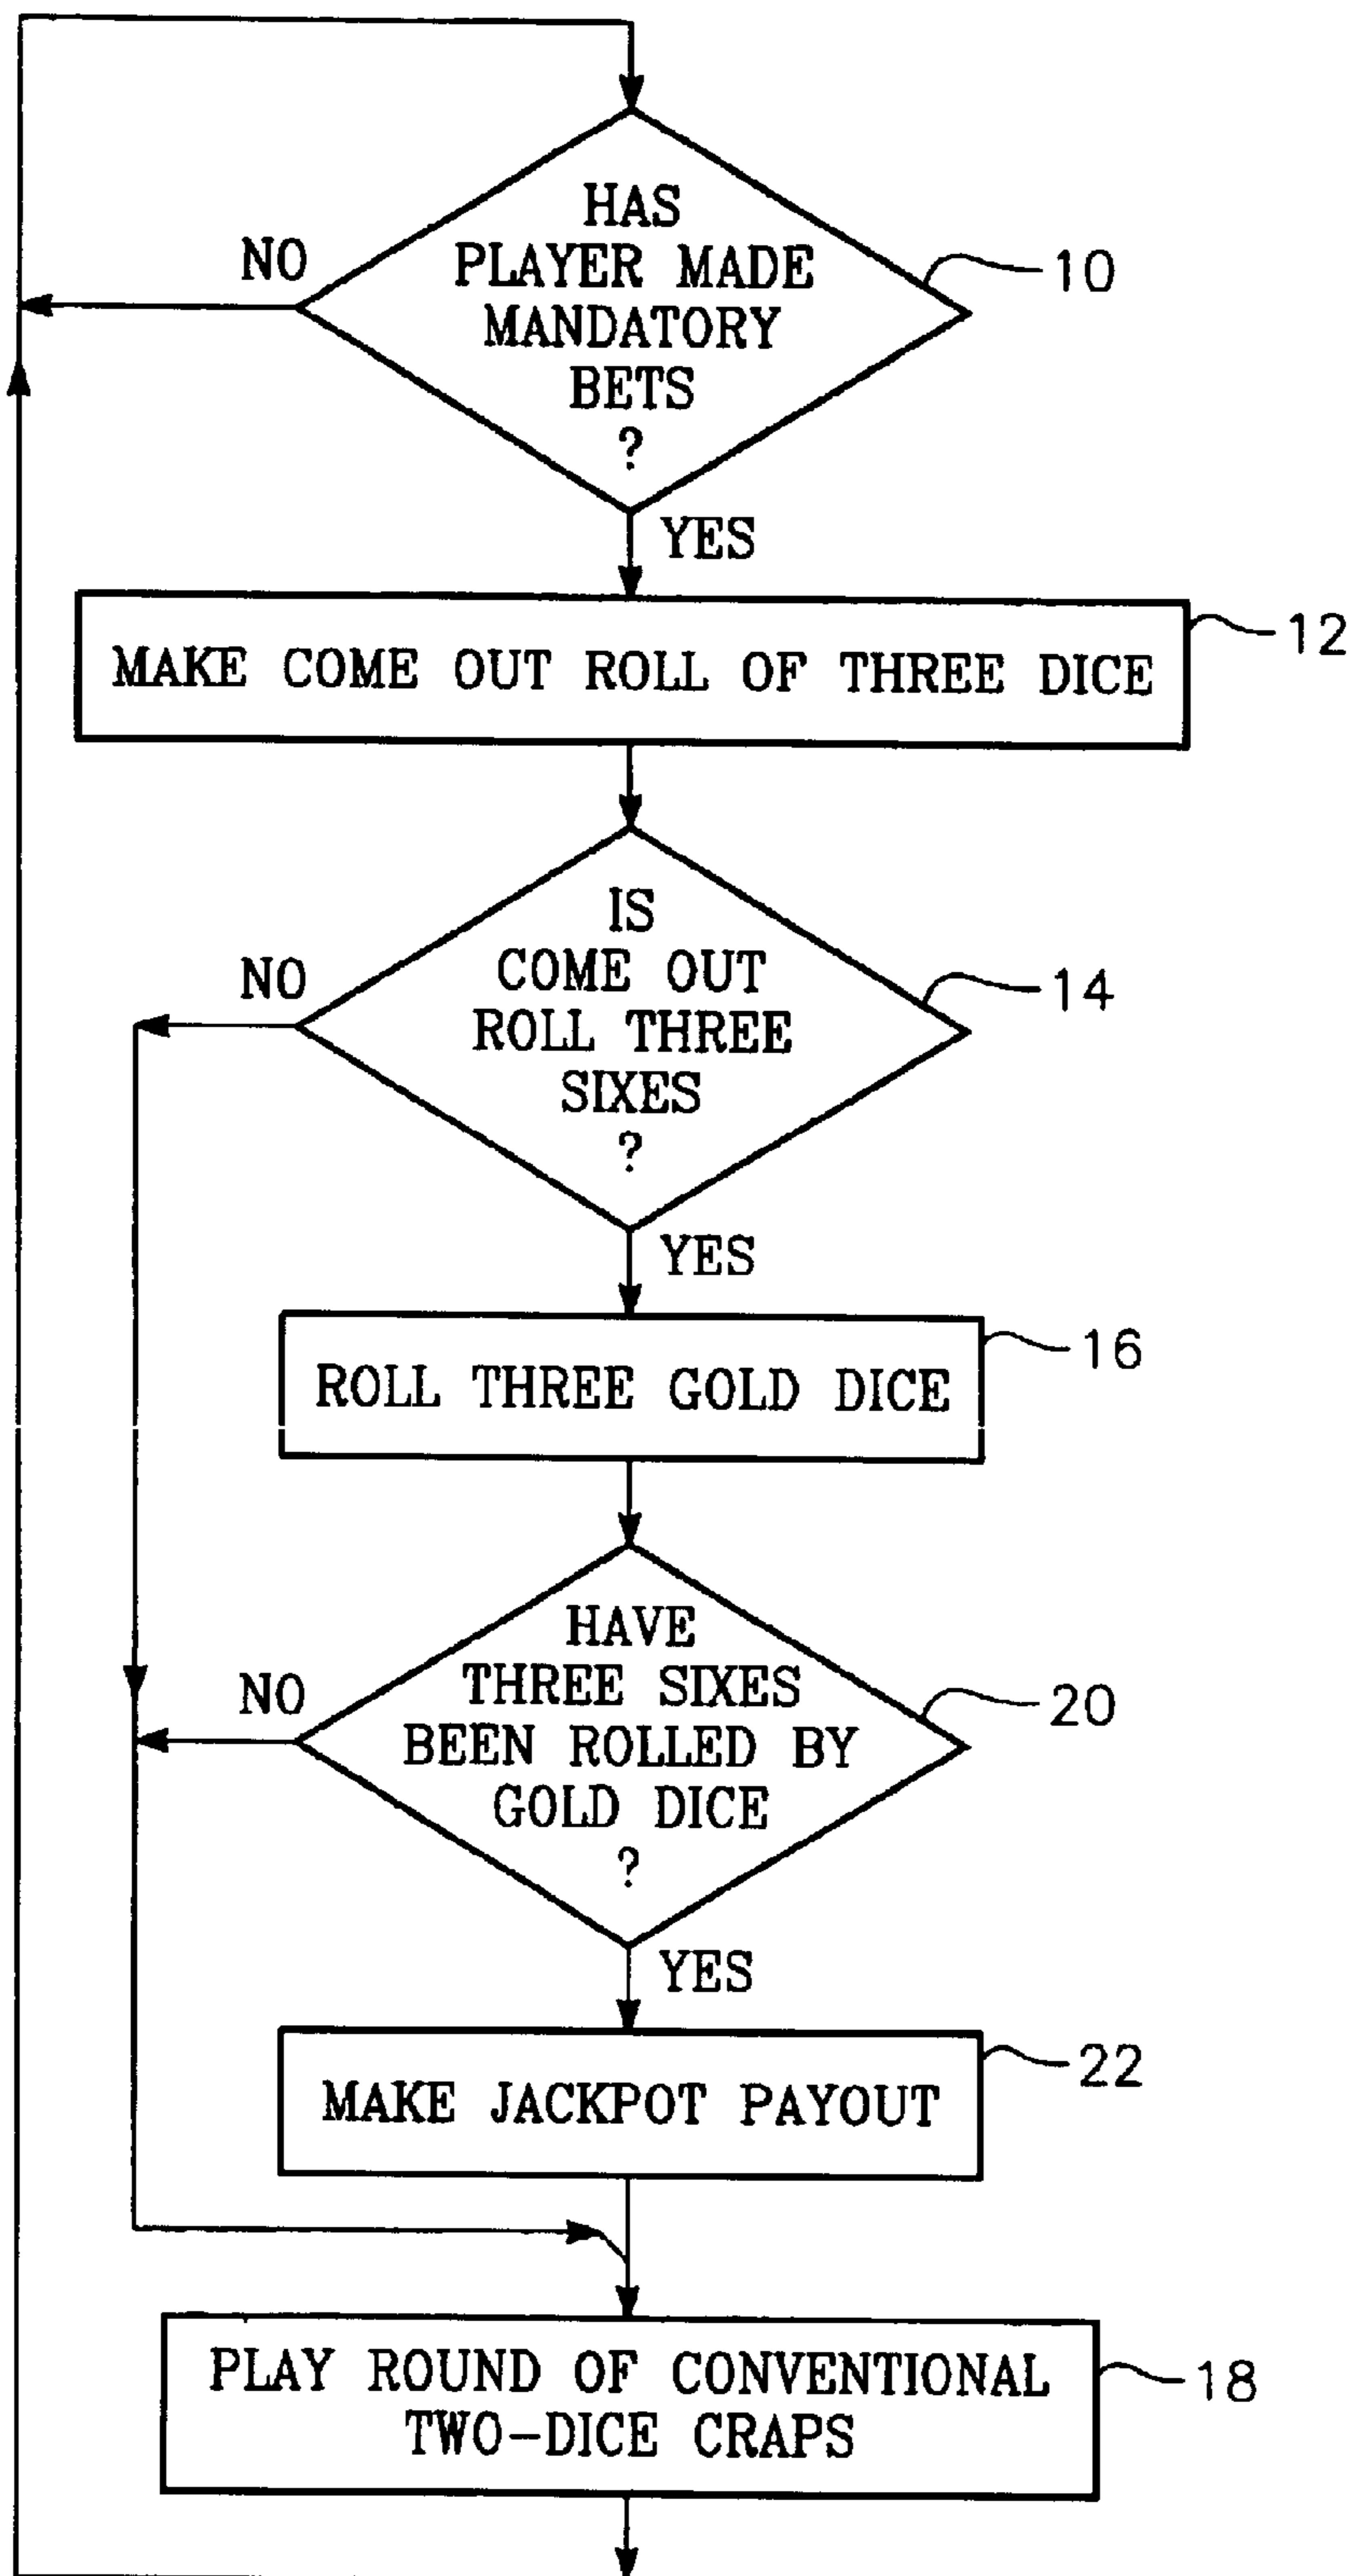 HAS
PLAYER MADE
MANDATORY
BETS
?
NO
10
YES
MAKE COME OUT ROLL OF THREE DICE
12
IS
COME OUT
ROLL THREE
SIXES
?
NO
14
YES
ROLL THREE GOLD DICE
16
HAVE
THREE SIXES
BEEN ROLLED BY
GOLD DICE
?
NO
20
YES
MAKE JACKPOT PAYOUT
22
PLAY ROUND OF CONVENTIONAL
TWO-DICE CRAPS
18